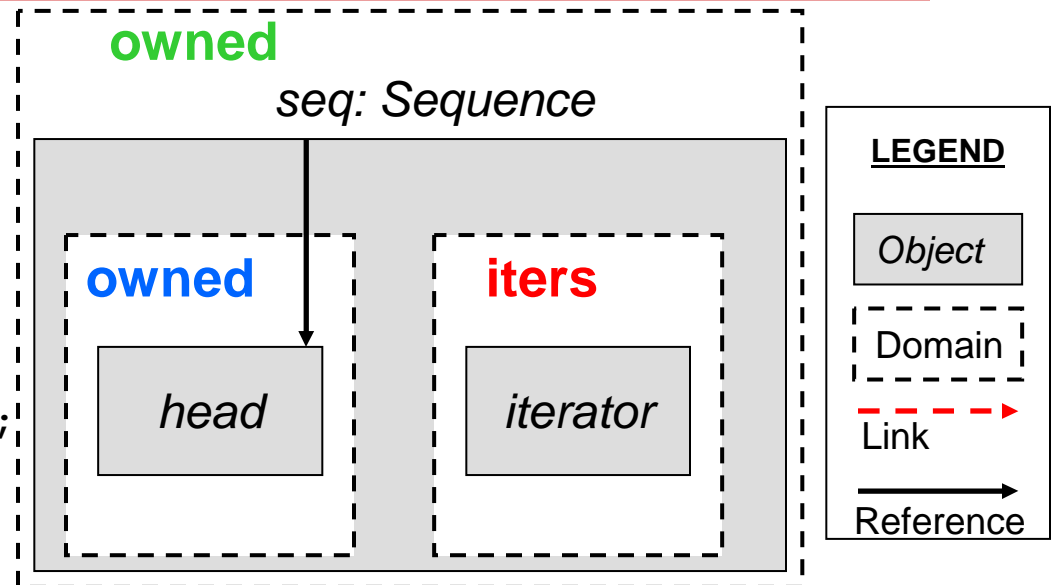 owned
seq: Sequence
owned
iters
head
iterator
;
LEGEND
Object
Domain
Link
Reference